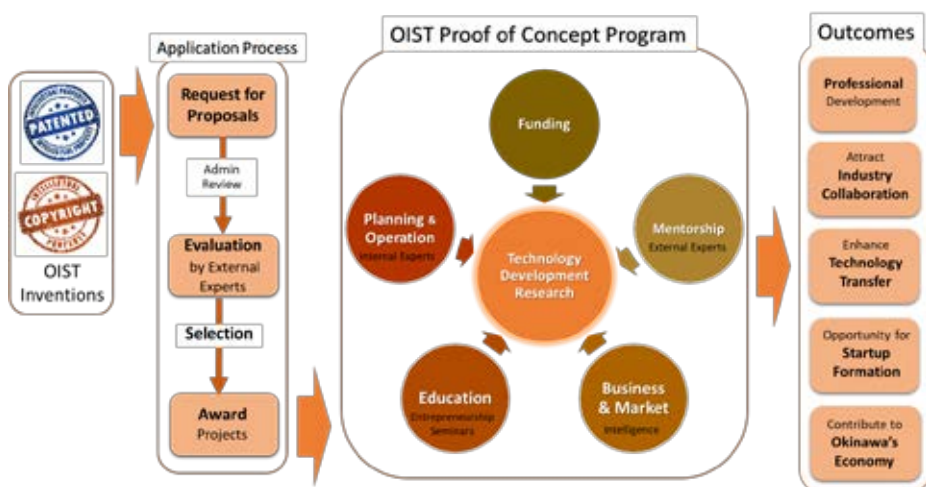 PATENTED
COPYRIGHT
OIST
Inventions
Application Process
Request for
Proposals
Admin
Review
Evaluation
by External
Experts
Selection
Award
Projects
OIST Proof of Concept Program
Funding
Planning &
Operation
Internal Experts
Mentorship
External Experts
Technology
Development
Research
Education
Entrepreneurship
Seminars
Business
& Market
Intelligence
Outcomes
Professional
Development
Attract
Industry
Collaboration
Enhance
Technology
Transfer
Opportunity for
Startup
Formation
Contribute to
Okinawa's
Economy